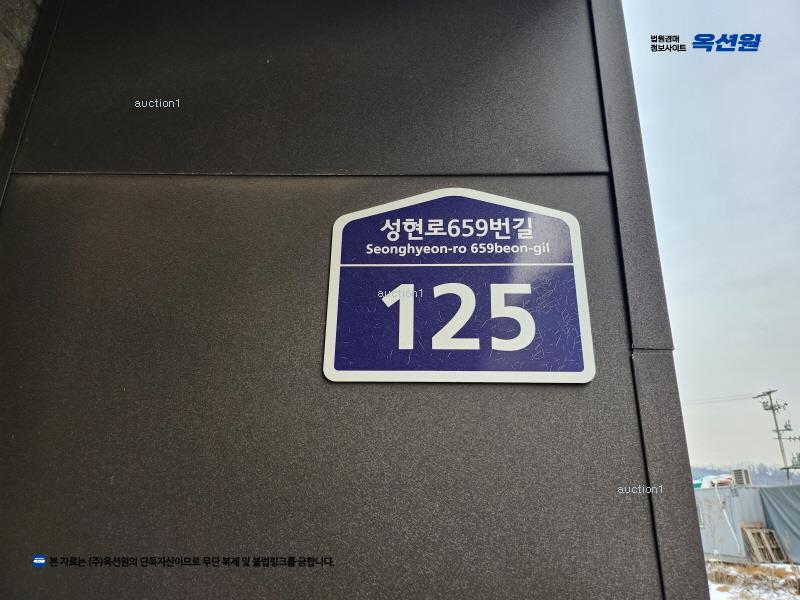 법원경매
정보사이트 옥션원
auction1
성현로659번길
Seonghyeon-ro 659beon-gil
auction1
125
auction1
본 자료는 (주)옥션원의 단독자산이므로 무단 복제 및 불법링크를 금합니다.